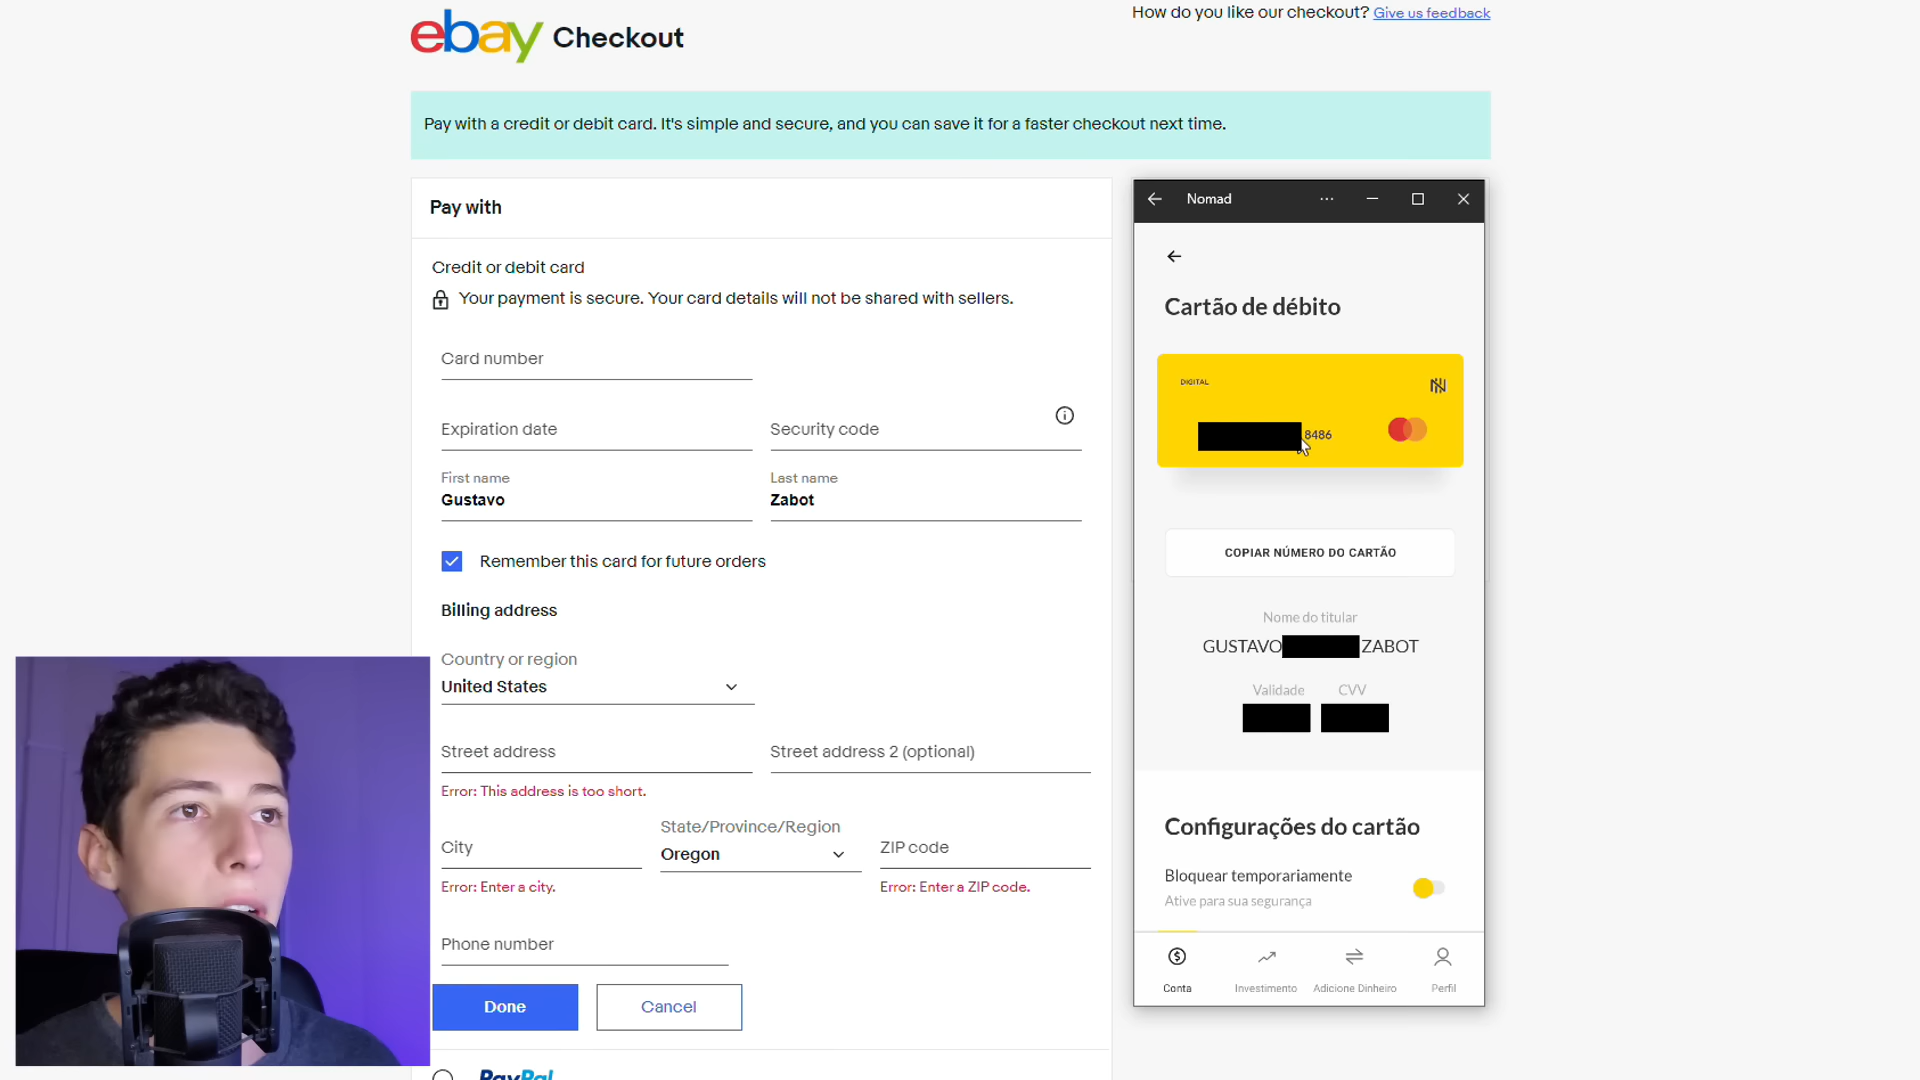 How do you like our checkout? Give us feedback
ebay Checkout
Pay with a credit or debit card. It's simple and secure, and you can save it for a faster checkout next time.
Pay with
Credit or debit card
Your payment is secure. Your card details will not be shared with sellers.
Card number
Expiration date
Security code
First name
Gustavo
Last name
Zabot
Remember this card for future orders
Billing address
Country or region
United States
Street address
Street address 2 (optional)
Error: This address is too short.
City
State/Province/Region
Oregon
ZIP code
Error: Enter a city.
Error: Enter a ZIP code.
Phone number
Done
Cancel
PayPal
Nomad
Cartão de débito
DIGITAL
8486
COPIAR NÚMERO DO CARTÃO
Nome do titular
GUSTAVO ZABOT
Validade
CVV
Configurações do cartão
Bloquear temporariamente
Ative para sua segurança
Conta
Investimento
Adicione Dinheiro
Perfil